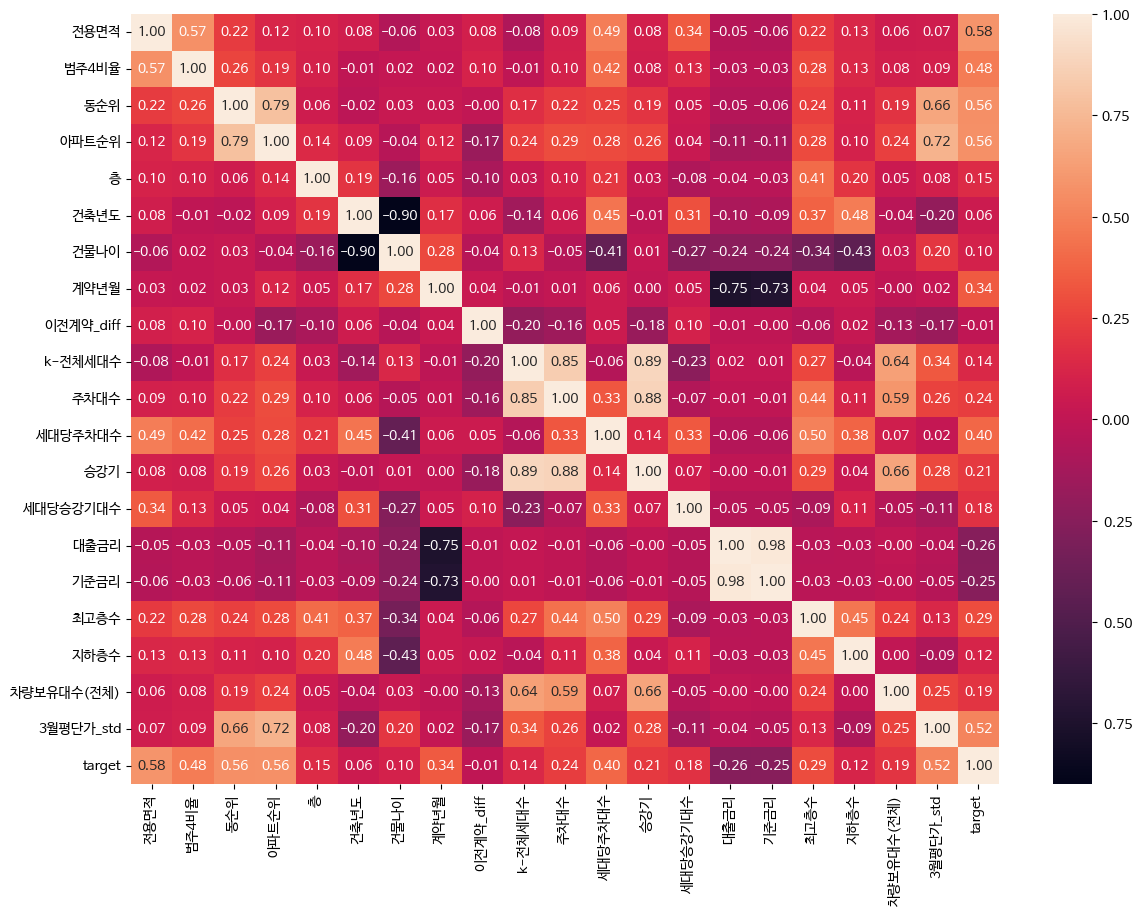 전용면적 1.00 0.57 0.22 0.12 0.10 0.08 −0.06 0.03 0.08 −0.08 0.09 0.49 0.08 0.34 −0.05 −0.06 0.22 0.13 0.06 0.07 0.58
범주4비율 0.57 1.00 0.26 0.19 0.10 −0.01 0.02 0.02 0.10 −0.01 0.10 0.42 0.08 0.13 −0.03 −0.03 0.28 0.13 0.08 0.09 0.48
동순위 0.22 0.26 1.00 0.79 0.06 −0.02 0.03 0.03 −0.00 0.17 0.22 0.25 0.19 0.05 −0.05 −0.06 0.24 0.11 0.19 0.66 0.56
아파트순위 0.12 0.19 0.79 1.00 0.14 0.09 −0.04 0.12 −0.17 0.24 0.29 0.28 0.26 0.04 −0.11 −0.11 0.28 0.10 0.24 0.72 0.56
층 0.10 0.10 0.06 0.14 1.00 0.19 −0.16 0.05 −0.10 0.03 0.10 0.21 0.03 −0.08 −0.04 −0.03 0.41 0.20 0.05 0.08 0.15
건축년도 0.08 −0.01 −0.02 0.09 0.19 1.00 −0.90 0.17 0.06 −0.14 0.06 0.45 −0.01 0.31 −0.10 −0.09 0.37 0.48 −0.04 −0.20 0.06
건물나이 −0.06 0.02 0.03 −0.04 −0.16 −0.90 1.00 0.28 −0.04 0.13 −0.05 −0.41 0.01 −0.27 −0.24 −0.24 −0.34 −0.43 0.03 0.20 0.10
계약년월 0.03 0.02 0.03 0.12 0.05 0.17 0.28 1.00 0.04 −0.01 0.01 0.06 0.00 0.05 −0.75 −0.73 0.04 0.05 −0.00 0.02 0.34
이전계약_diff 0.08 0.10 −0.00 −0.17 −0.10 0.06 −0.04 0.04 1.00 −0.20 −0.16 0.05 −0.18 0.10 −0.01 −0.00 −0.06 0.02 −0.13 −0.17 −0.01
k−전체세대수 −0.08 −0.01 0.17 0.24 0.03 −0.14 0.13 −0.01 −0.20 1.00 0.85 −0.06 0.89 −0.23 0.02 0.01 0.27 −0.04 0.64 0.34 0.14
주차대수 0.09 0.10 0.22 0.29 0.10 0.06 −0.05 0.01 −0.16 0.85 1.00 0.33 0.88 −0.07 −0.01 −0.01 0.44 0.11 0.59 0.26 0.24
세대당주차대수 0.49 0.42 0.25 0.28 0.21 0.45 −0.41 0.06 0.05 −0.06 0.33 1.00 0.14 0.33 −0.06 −0.06 0.50 0.38 0.07 0.02 0.40
승강기 0.08 0.08 0.19 0.26 0.03 −0.01 0.01 0.00 −0.18 0.89 0.88 0.14 1.00 0.07 −0.00 −0.01 0.29 0.04 0.66 0.28 0.21
세대당승강기대수 0.34 0.13 0.05 0.04 −0.08 0.31 −0.27 0.05 0.10 −0.23 −0.07 0.33 0.07 1.00 −0.05 −0.05 −0.09 0.11 −0.05 −0.11 0.18
대출금리 −0.05 −0.03 −0.05 −0.11 −0.04 −0.10 −0.24 −0.75 −0.01 0.02 −0.01 −0.06 −0.00 −0.05 1.00 0.98 −0.03 −0.03 −0.00 −0.04 −0.26
기준금리 −0.06 −0.03 −0.06 −0.11 −0.03 −0.09 −0.24 −0.73 −0.00 0.01 −0.01 −0.06 −0.01 −0.05 0.98 1.00 −0.03 −0.03 −0.00 −0.05 −0.25
최고층수 0.22 0.28 0.24 0.28 0.41 0.37 −0.34 0.04 −0.06 0.27 0.44 0.50 0.29 −0.09 −0.03 −0.03 1.00 0.45 0.24 0.13 0.29
지하층수 0.13 0.13 0.11 0.10 0.20 0.48 −0.43 0.05 0.02 −0.04 0.11 0.38 0.04 0.11 −0.03 −0.03 0.45 1.00 0.00 −0.09 0.12
차량보유대수(전체) 0.06 0.08 0.19 0.24 0.05 −0.04 0.03 −0.00 −0.13 0.64 0.59 0.07 0.66 −0.05 −0.00 −0.00 0.24 0.00 1.00 0.25 0.19
3월평단가_std 0.07 0.09 0.66 0.72 0.08 −0.20 0.20 0.02 −0.17 0.34 0.26 0.02 0.28 −0.11 −0.04 −0.05 0.13 −0.09 0.25 1.00 0.52
target 0.58 0.48 0.56 0.56 0.15 0.06 0.10 0.34 −0.01 0.14 0.24 0.40 0.21 0.18 −0.26 −0.25 0.29 0.12 0.19 0.52 1.00
전용면적
범주4비율
동순위
아파트순위
층
건축년도
건물나이
계약년월
이전계약_diff
k−전체세대수
주차대수
세대당주차대수
승강기
세대당승강기대수
대출금리
기준금리
최고층수
지하층수
차량보유대수(전체)
3월평단가_std
target
1.00
0.75
0.50
0.25
0.00
0.25
0.50
0.75